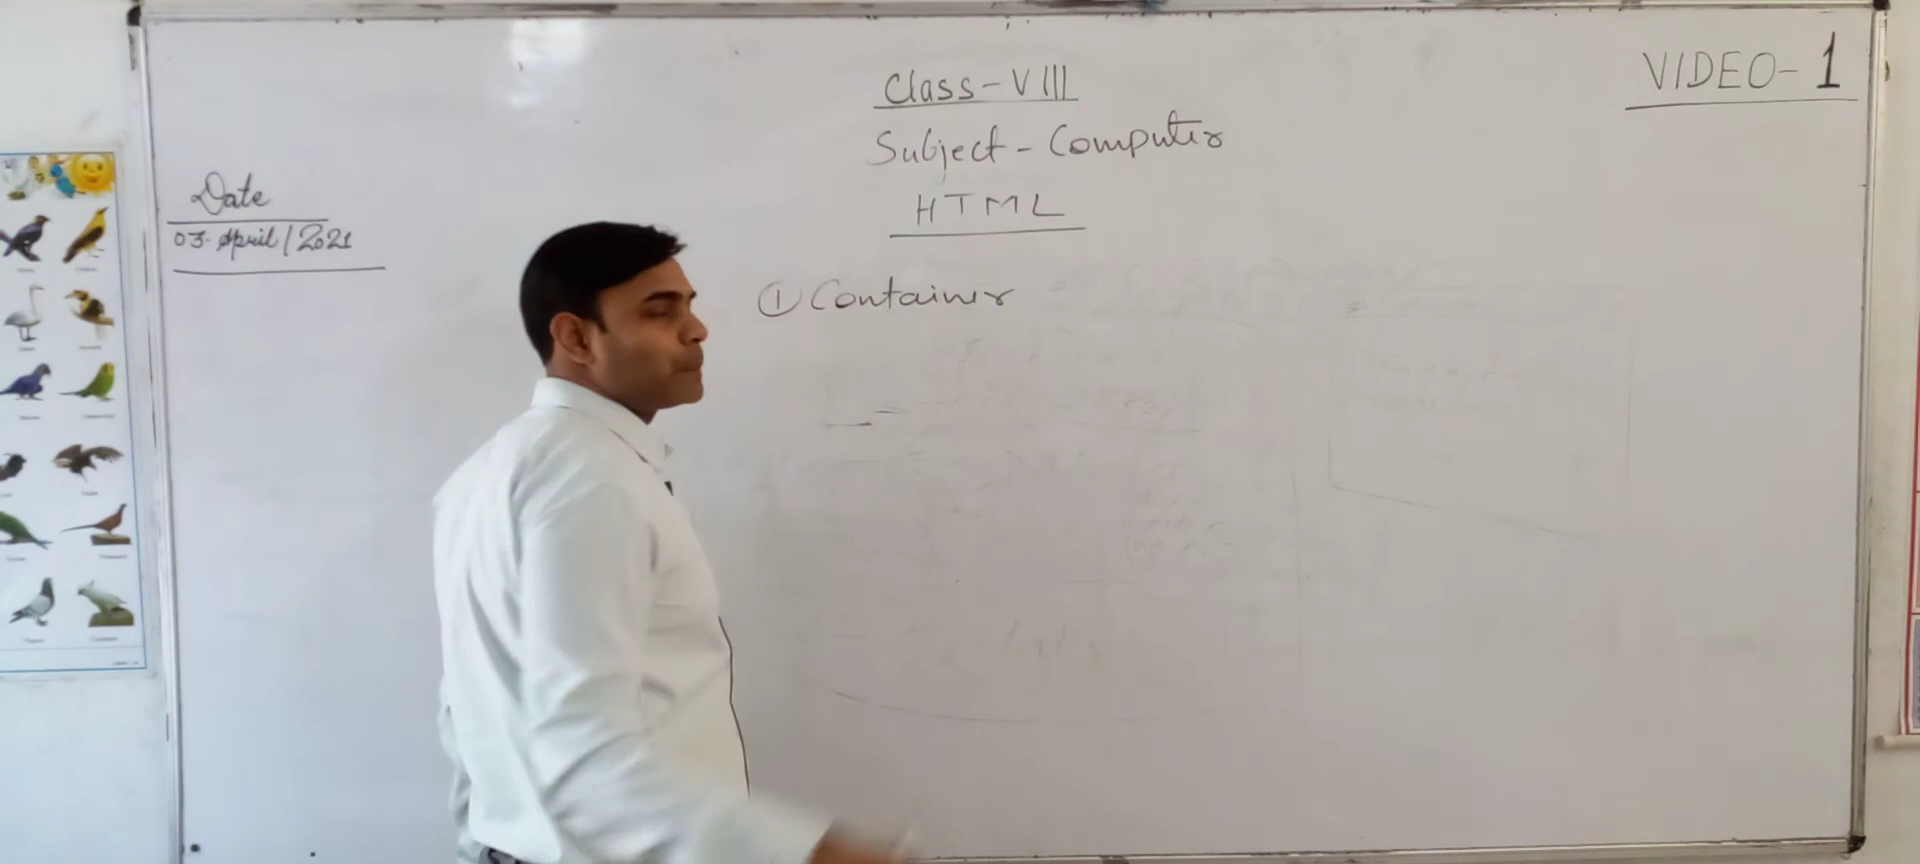 VIDEO-1
Class-VIII
Subject-Computer
HTML
Date
03. April/2021
① Container